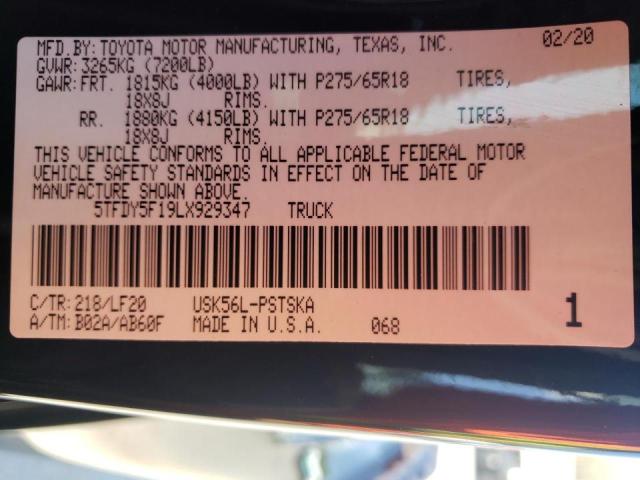 MFD.BY: TOYOTA MOTOR MANUFACTURING, TEXAS, INC. 02/20
GVWR: 3265KG (7200LB)
GAWR: FRT. 1815KG (4000LB) WITH P275/65R18 TIRES,
18X8J RIMS.
RR. 1880KG (4150LB) WITH P275/65R18 TIRES,
18X8J RIMS.
THIS VEHICLE CONFORMS TO ALL APPLICABLE FEDERAL MOTOR
VEHICLE SAFETY STANDARDS IN EFFECT ON THE DATE OF
MANUFACTURE SHOWN ABOVE.
5TFDY5F19LX929347 TRUCK
C/TR: 218/LF20 USK56L-PSTSKA
A/TM: B02A/AB60F MADE IN U.S.A. 068 1